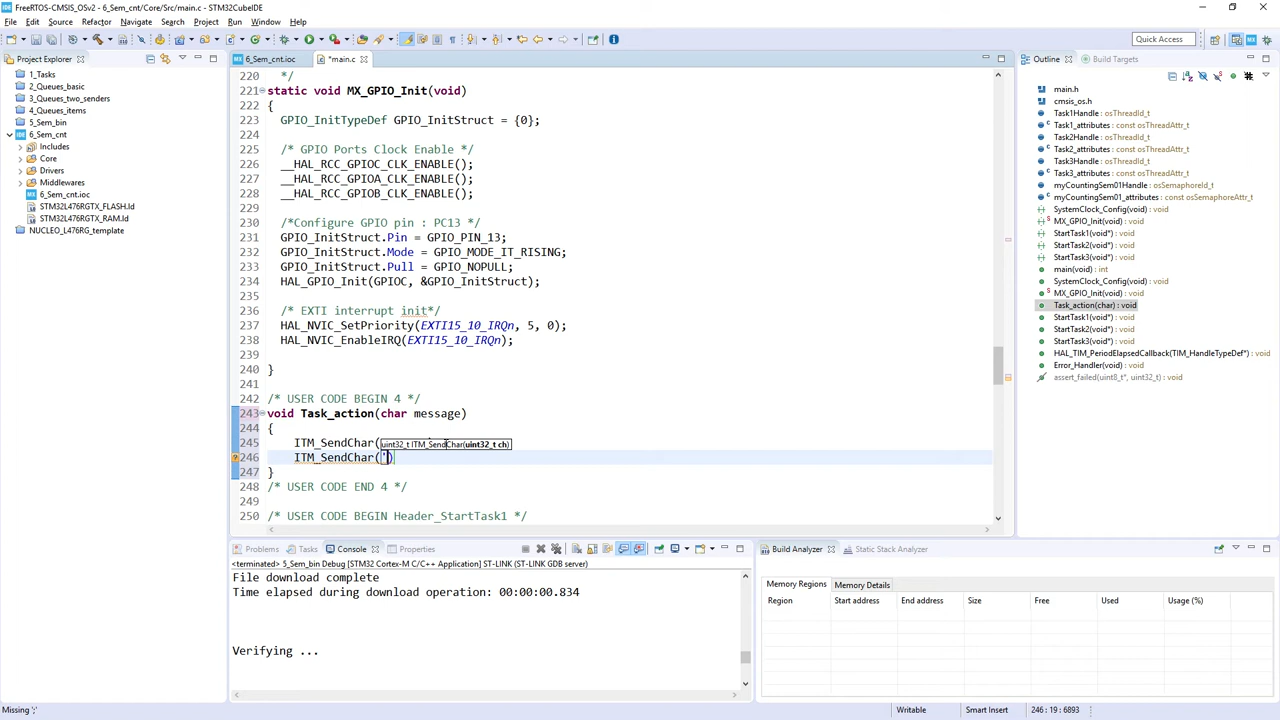 FreeRTOS-CMSIS_OSv2 - 6_Sem_cnt/Core/Src/main.c - STM32CubeIDE
File Edit Source Refactor Navigate Search Project Run Window Help
Quick Access
Project Explorer
1_Tasks
2_Queues_basic
3_Queues_two_senders
4_Queues_items
5_Sem_bin
6_Sem_cnt
Includes
Core
Drivers
Middlewares
6_Sem_cnt.ioc
STM32L476RGTX_FLASH.ld
STM32L476RGTX_RAM.ld
NUCLEO_L476RG_template
6_Sem_cnt.ioc
*main.c
220 */
221 static void MX_GPIO_Init(void)
222 {
223 GPIO_InitTypeDef GPIO_InitStruct = {0};
224
225 /* GPIO Ports Clock Enable */
226 __HAL_RCC_GPIOC_CLK_ENABLE();
227 __HAL_RCC_GPIOA_CLK_ENABLE();
228 __HAL_RCC_GPIOB_CLK_ENABLE();
229
230 /*Configure GPIO pin : PC13 */
231 GPIO_InitStruct.Pin = GPIO_PIN_13;
232 GPIO_InitStruct.Mode = GPIO_MODE_IT_RISING;
233 GPIO_InitStruct.Pull = GPIO_NOPULL;
234 HAL_GPIO_Init(GPIOC, &GPIO_InitStruct);
235
236 /* EXTI interrupt init*/
237 HAL_NVIC_SetPriority(EXTI15_10_IRQn, 5, 0);
238 HAL_NVIC_EnableIRQ(EXTI15_10_IRQn);
239
240 }
241
242 /* USER CODE BEGIN 4 */
243 void Task_action(char message)
244 {
245 ITM_SendChar(
uint32_t ITM_SendChar(uint32_t ch)
246 ITM_SendChar(')
247 }
248 /* USER CODE END 4 */
249
250 /* USER CODE BEGIN Header_StartTask1 */
Outline
Build Targets
main.h
cmsis_os.h
Task1Handle : osThreadId_t
Task1_attributes : const osThreadAttr_t
Task2Handle : osThreadId_t
Task2_attributes : const osThreadAttr_t
Task3Handle : osThreadId_t
Task3_attributes : const osThreadAttr_t
myCountingSem01Handle : osSemaphoreId_t
myCountingSem01_attributes : const osSemaphoreAttr_t
SystemClock_Config(void) : void
MX_GPIO_Init(void) : void
StartTask1(void*) : void
StartTask2(void*) : void
StartTask3(void*) : void
main(void) : int
SystemClock_Config(void) : void
MX_GPIO_Init(void) : void
Task_action(char) : void
StartTask1(void*) : void
StartTask2(void*) : void
StartTask3(void*) : void
HAL_TIM_PeriodElapsedCallback(TIM_HandleTypeDef*) : void
Error_Handler(void) : void
assert_failed(uint8_t*, uint32_t) : void
Problems Tasks Console Properties
<terminated> 5_Sem_bin Debug [STM32 Cortex-M C/C++ Application] ST-LINK (ST-LINK GDB server)
File download complete
Time elapsed during download operation: 00:00:00.834
Verifying ...
Build Analyzer Static Stack Analyzer
Memory Regions Memory Details
Region Start address End address Size Free Used Usage (%)
Missing ';'
Writable Smart Insert 246 : 19 : 6893